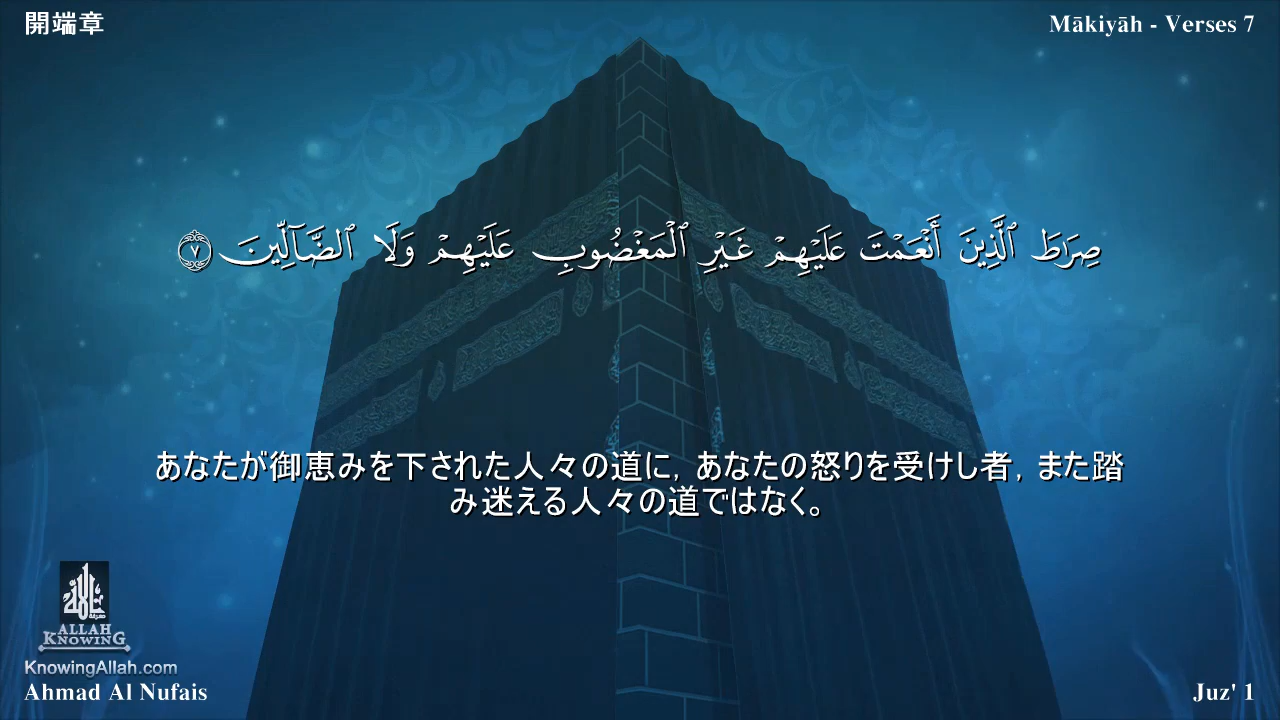 開端章
Mākiyāh - Verses 7
صِرَٰطَ ٱلَّذِينَ أَنْعَمْتَ عَلَيْهِمْ غَيْرِ ٱلْمَغْضُوبِ عَلَيْهِمْ وَلَا ٱلضَّآلِّينَ ٧
あなたが御恵みを下された人々の道に, あなたの怒りを受けし者, また踏
み迷える人々の道ではなく。
ALLAH
KNOWING
KnowingAllah.com
Ahmad Al Nufais
Juz' 1